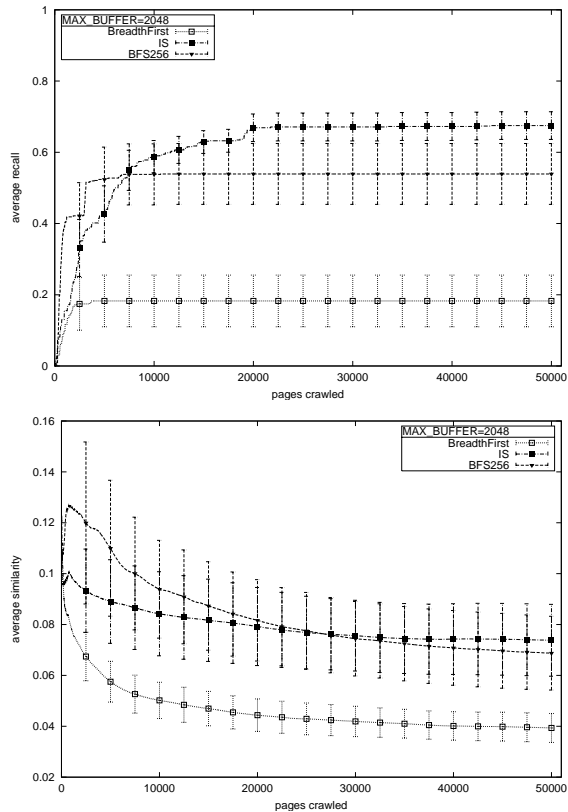 MAX_BUFFER=2048
BreadthFirst
IS
BFS256
1
0.8
0.6
0.4
0.2
0
average recall
0 10000 20000 30000 40000 50000
pages crawled
MAX_BUFFER=2048
BreadthFirst
IS
BFS256
0.16
0.14
0.12
0.1
0.08
0.06
0.04
0.02
average similarity
0 10000 20000 30000 40000 50000
pages crawled